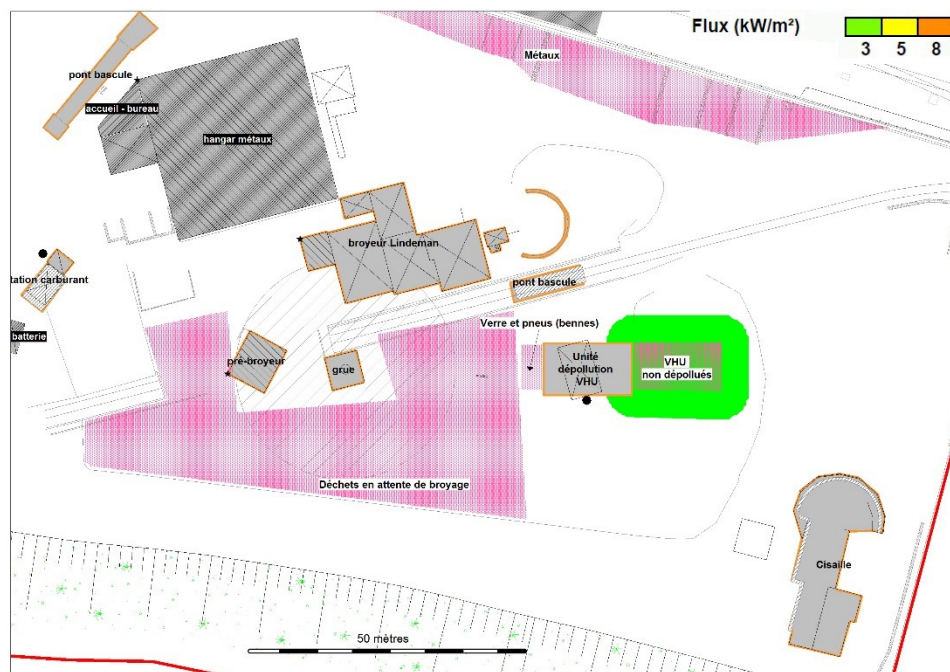 Flux (kW/m²)
3 5 8
Métaux
pont bascule
accueil - bureau
hangar métaux
broyeur Lindeman
tation carburant
pont bascule
batterie
Verre et pneus (bennes)
pré-broyeur
grue
Unité
dépollution
VHU
VHU
non dépollués
Déchets en attente de broyage
Cisaille
50 mètres